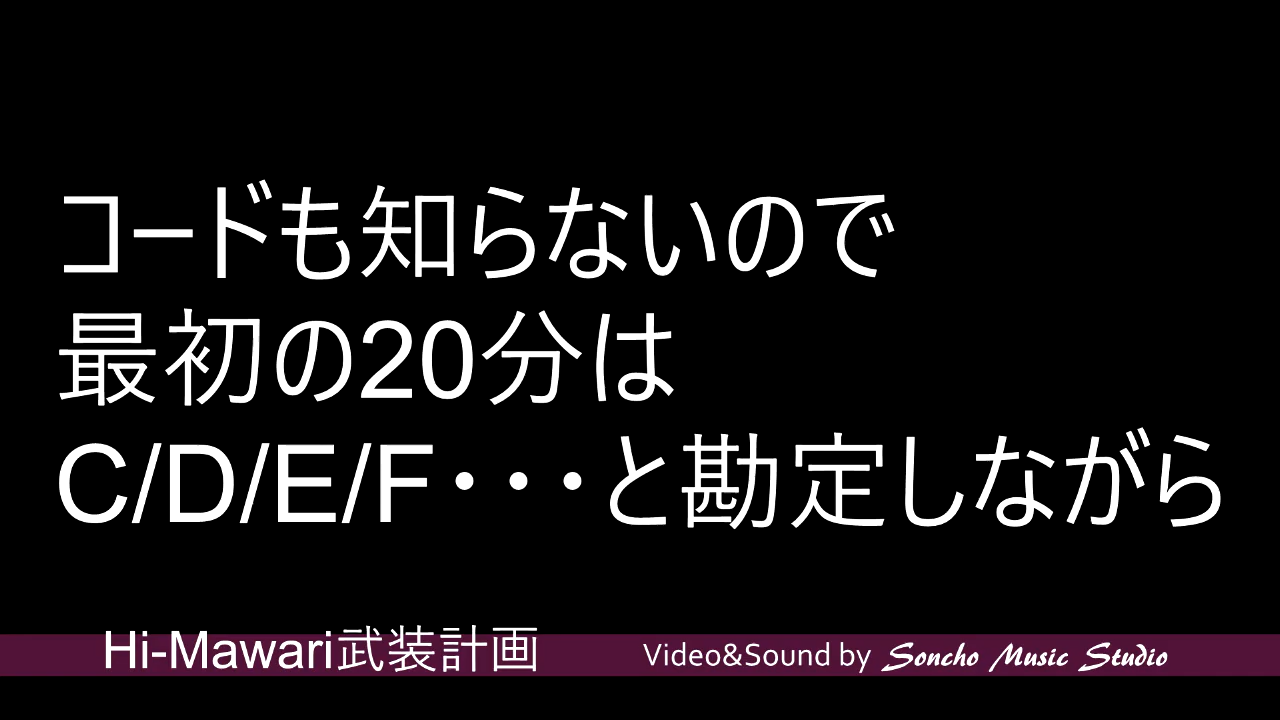 コードも知らないので
最初の20分は
C/D/E/F・・・と勘定しながら
Hi-Mawari武装計画
Video&Sound by Soncho Music Studio